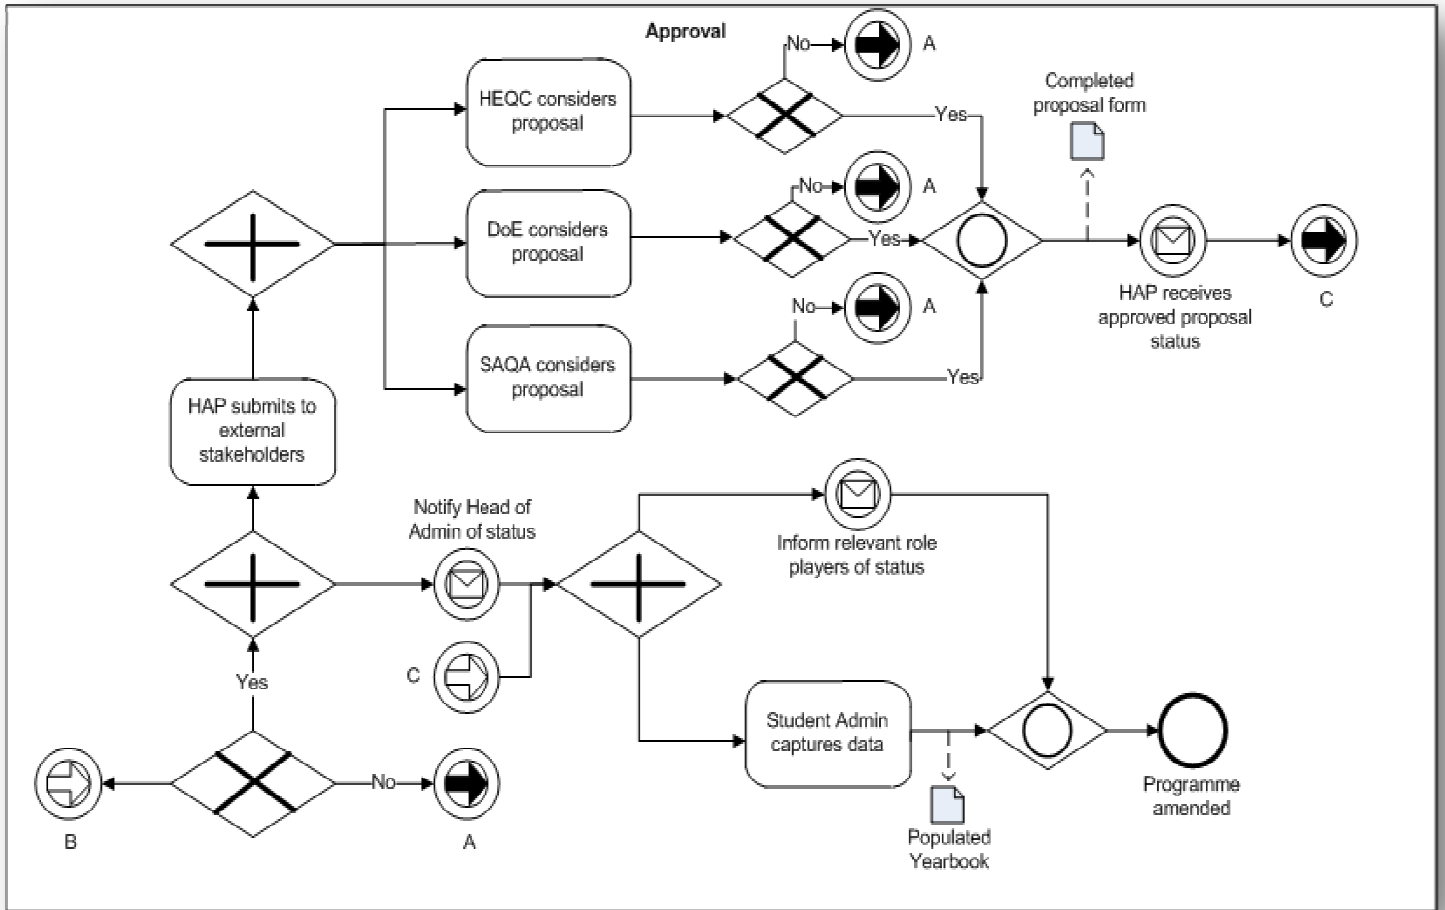 Approval
No
A
HEQC considers
proposal
Yes
Completed
proposal form
No
A
DoE considers
proposal
Yes
HAP receives
approved proposal
status
C
No
A
SAQA considers
proposal
Yes
HAP submits to
external
stakeholders
Notify Head of
Admin of status
Inform relevant role
players of status
C
Yes
Student Admin
captures data
No
B
A
Populated
Yearbook
Programme
amended